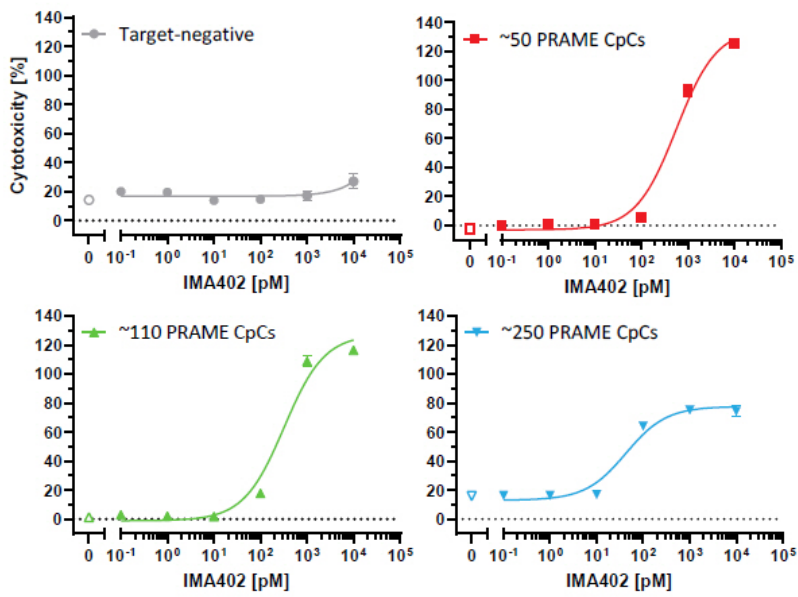 Target-negative
Cytotoxicity [%]
140
120
100
80
60
40
20
0
0 10⁻¹ 10⁰ 10¹ 10² 10³ 10⁴ 10⁵
IMA402 [pM]
~50 PRAME CpCs
140
120
100
80
60
40
20
0
0 10⁻¹ 10⁰ 10¹ 10² 10³ 10⁴ 10⁵
IMA402 [pM]
~110 PRAME CpCs
140
120
100
80
60
40
20
0
0 10⁻¹ 10⁰ 10¹ 10² 10³ 10⁴ 10⁵
IMA402 [pM]
~250 PRAME CpCs
140
120
100
80
60
40
20
0
0 10⁻¹ 10⁰ 10¹ 10² 10³ 10⁴ 10⁵
IMA402 [pM]